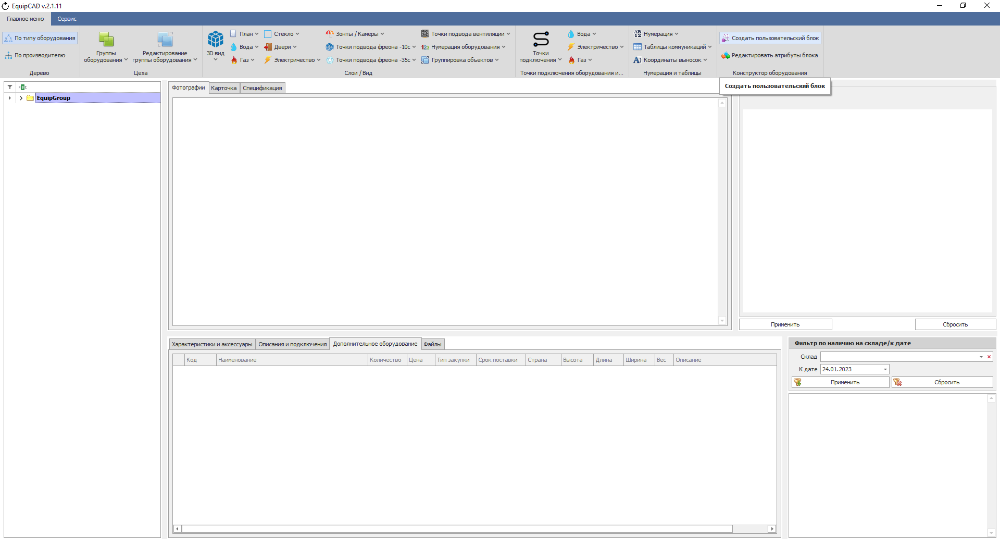 EquipCAD v.2.1.11
Главное меню
Сервис
По типу оборудования
По производителю
Дерево
Группы
оборудования
Редактирование
группы оборудования
Цеха
3D вид
План
Вода
Газ
Стекло
Двери
Электричество
Зонты / Камеры
Точки подвода фреона -10с
Точки подвода фреона -35с
Точки подвода вентиляции
123 Нумерация оборудования
Группировка объектов
Слои / Вид
Точки
подключения
Вода
Электричество
Газ
Точки подключения оборудования и...
AB
12
Нумерация
Таблицы коммуникаций
Координаты выносок
Нумерация и таблицы
Создать пользовательский блок
Редактировать атрибуты блока
Конструктор оборудования
Создать пользовательский блок
ABC
EquipGroup
Фотографии
Карточка
Спецификация
Применить
Сбросить
Характеристики и аксессуары
Описания и подключения
Дополнительное оборудование
Файлы
Код
Наименование
Количество
Цена
Тип закупки
Срок поставки
Страна
Высота
Длина
Ширина
Вес
Описание
Фильтр по наличию на складе/к дате
Склад
К дате 24.01.2023
Применить
Сбросить